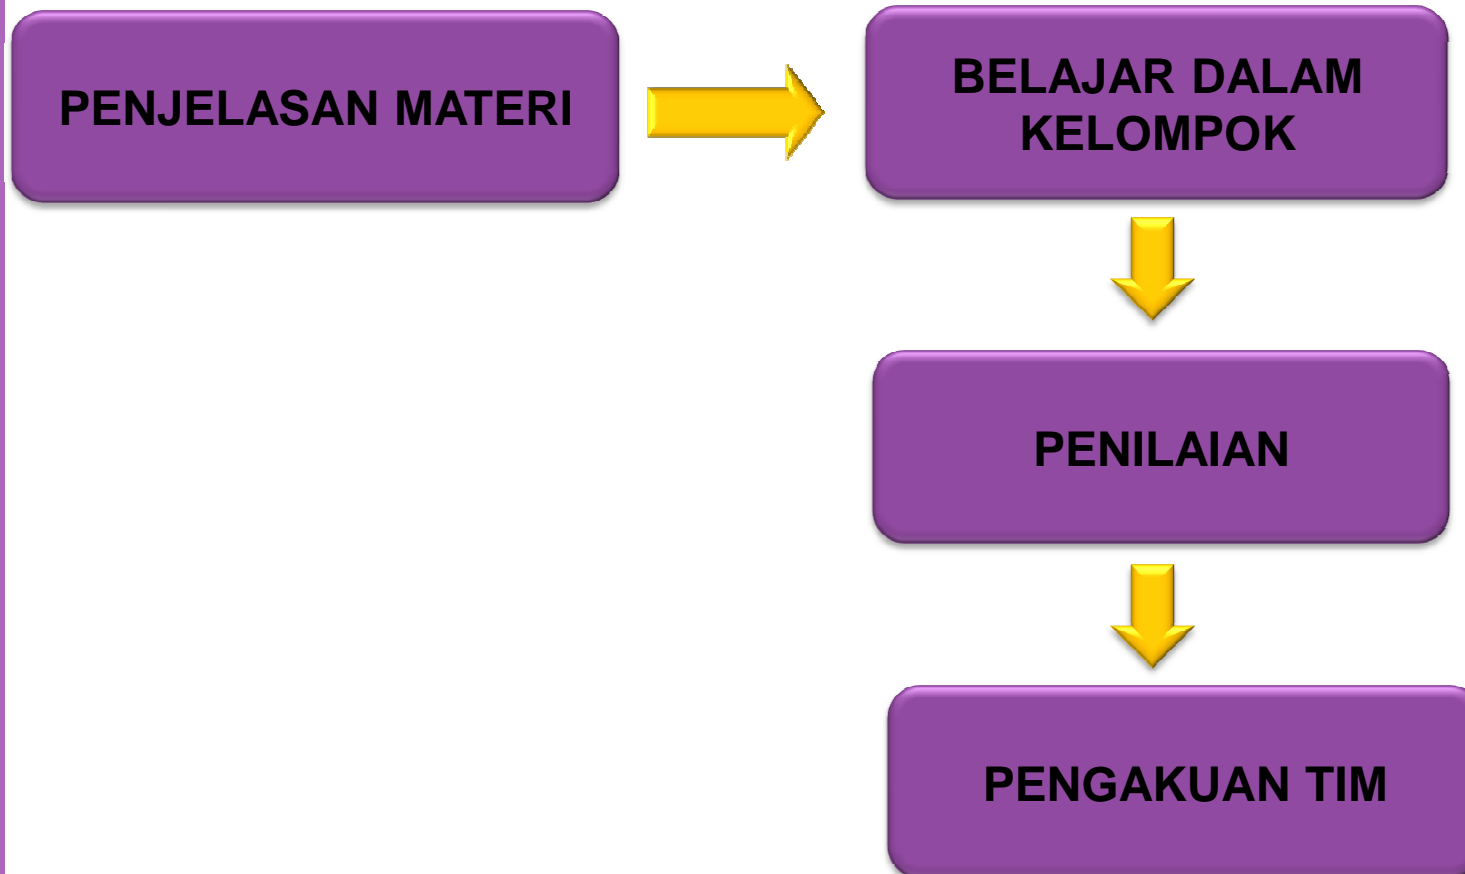 PENJELASAN MATERI
BELAJAR DALAM
KELOMPOK
PENILAIAN
PENGAKUAN TIM